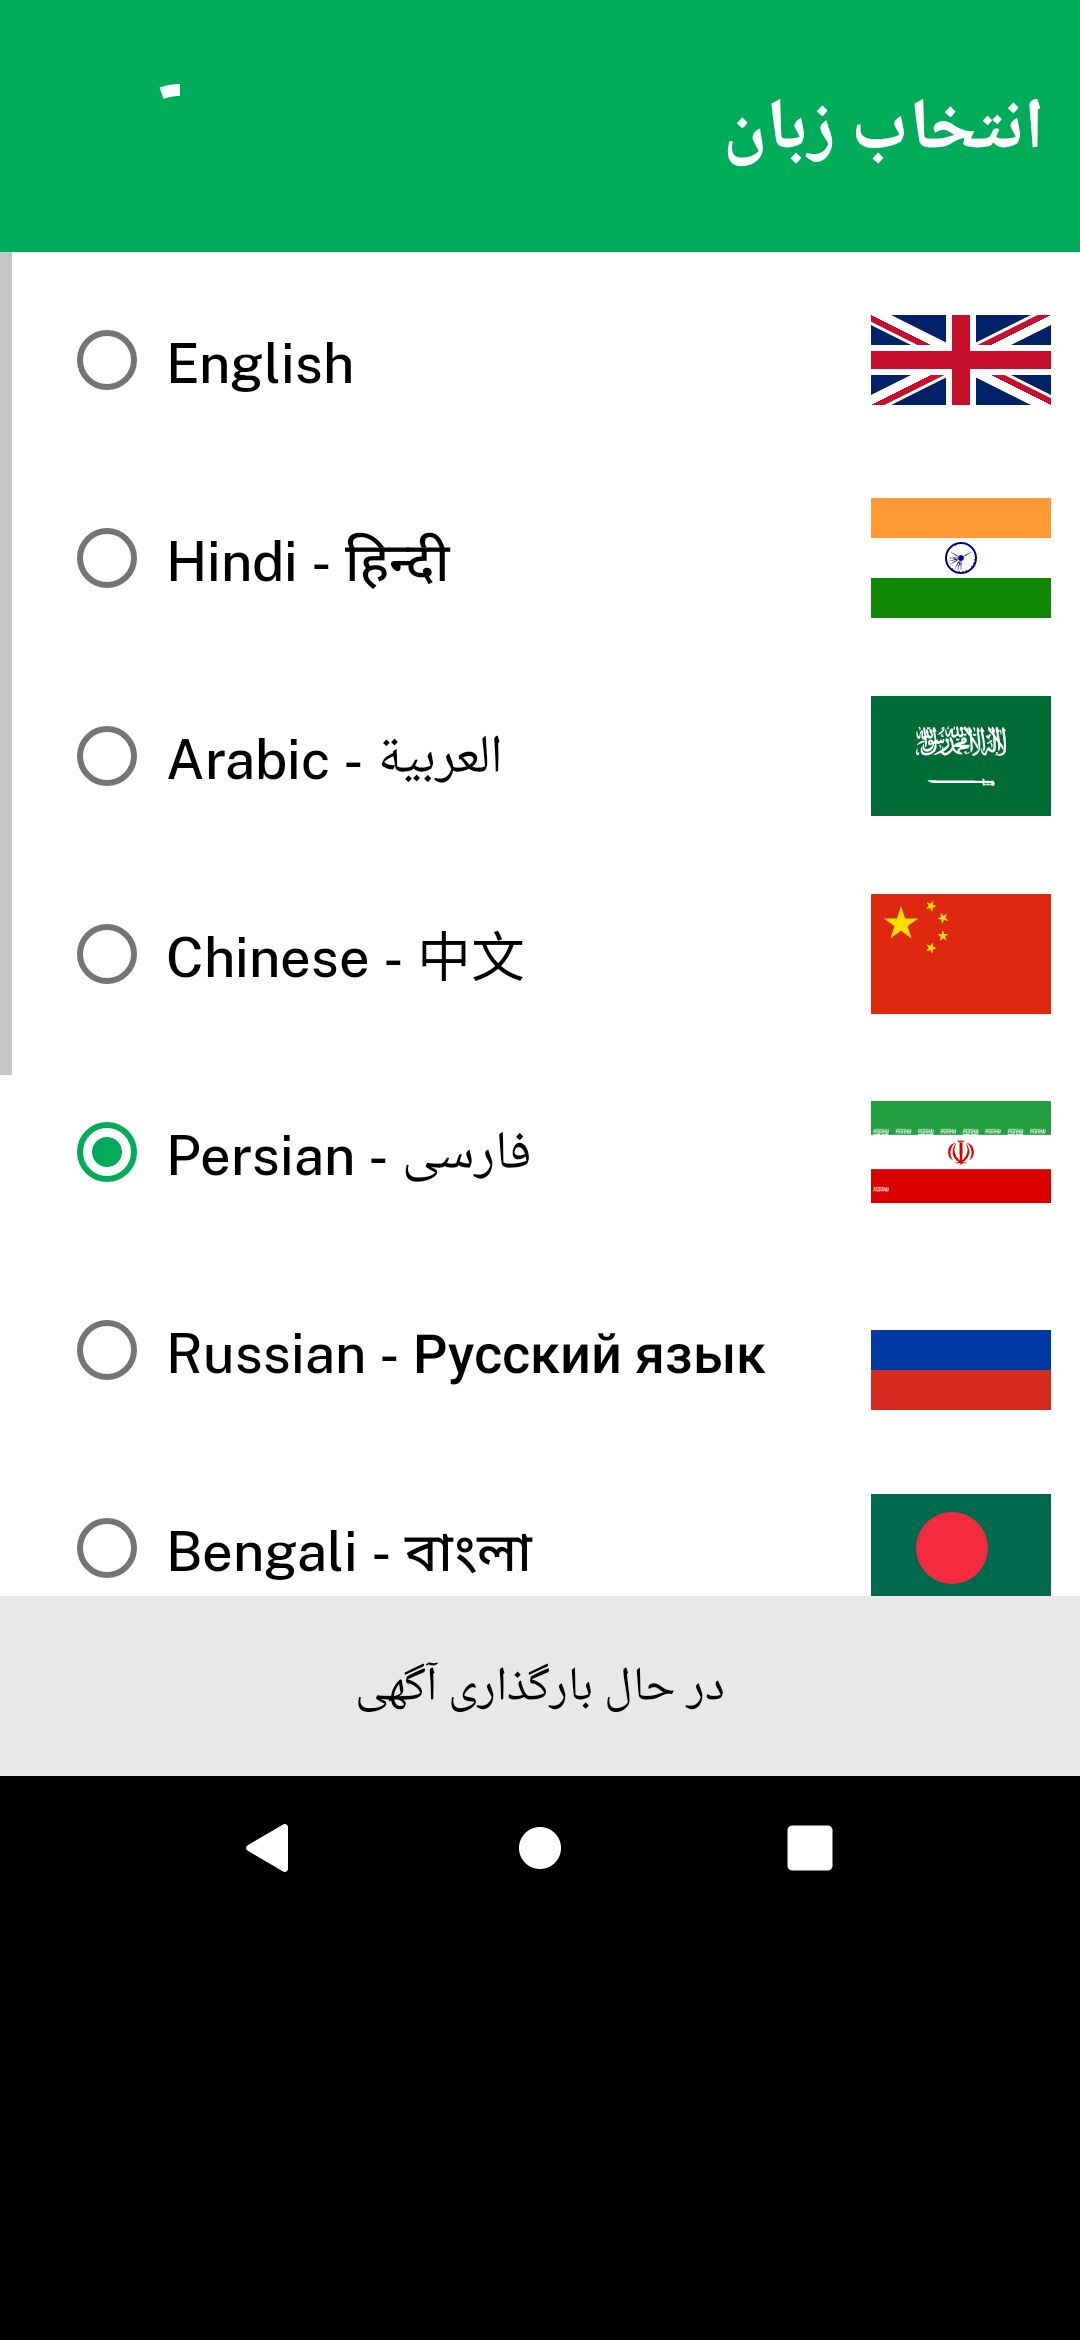 انتخاب زبان
English
Hindi - हिन्दी
Arabic - العربية
Chinese - 中文
Persian - فارسی
Russian - Русский язык
Bengali - বাংলা
در حال بارگذاری آگهی